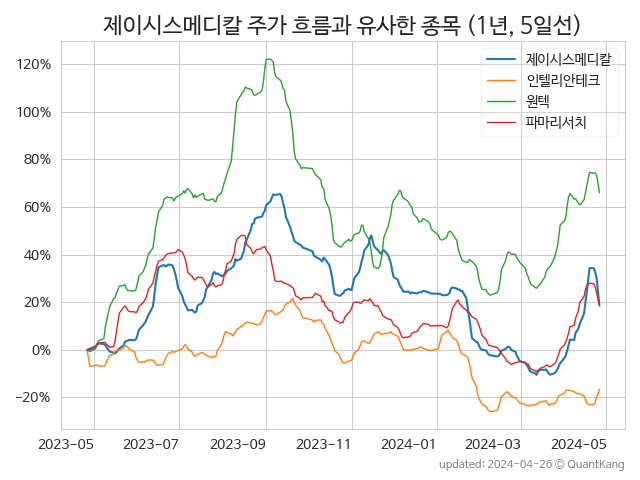 제이시스메디칼 주가 흐름과 유사한 종목 (1년, 5일선)
제이시스메디칼
인텔리안테크
원텍
파마리서치
120%
100%
80%
60%
40%
20%
0%
−20%
2023-05 2023-07 2023-09 2023-11 2024-01 2024-03 2024-05
updated: 2024-04-26 © QuantKang